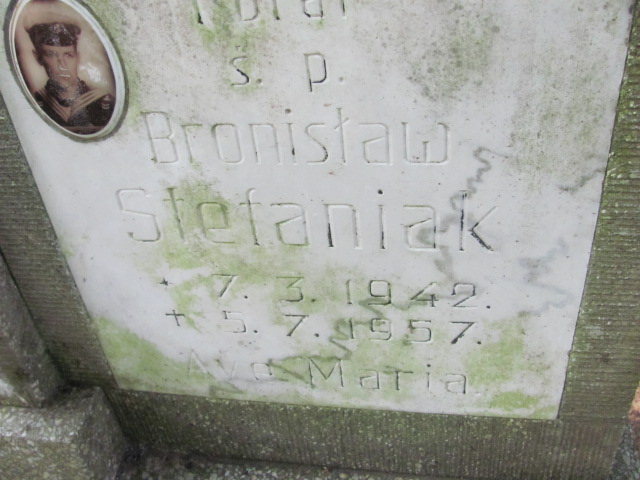 s. p.
Bronisław
Stefaniak
* 7. 3. 1942.
+ 5. 7. 1957.
Ave Maria